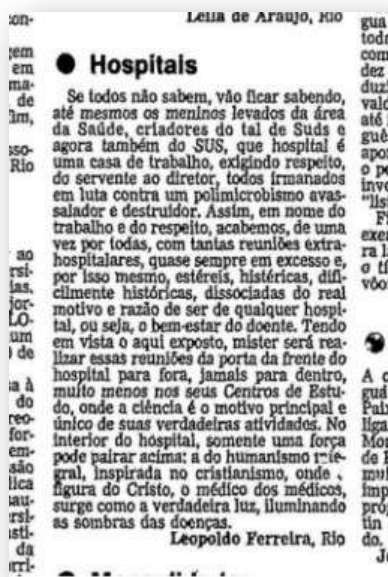 Leila de Araújo, Rio
● Hospitais
Se todos não sabem, vão ficar sabendo,
até mesmos os meninos levados da área
da Saúde, criadores do tal de Suds e
agora também do SUS, que hospital é
uma casa de trabalho, exigindo respeito,
do servente ao diretor, todos irmanados
em luta contra um polimicrobismo avas-
salador e destruidor. Assim, em nome do
trabalho e do respeito, acabemos, de uma
vez por todas, com tantas reuniões extra-
hospitalares, quase sempre em excesso e,
por isso mesmo, estéreis, histéricas, difi-
cilmente históricas, dissociadas do real
motivo e razão de ser de qualquer hospi-
tal, ou seja, o bem-estar do doente. Tendo
em vista o aqui exposto, mister será rea-
lizar essas reuniões da porta da frente do
hospital para fora, jamais para dentro,
muito menos nos seus Centros de Estu-
do, onde a ciência é o motivo principal e
único de suas verdadeiras atividades. No
interior do hospital, somente uma força
pode pairar acima: a do humanismo
gral, inspirada no cristianismo, onde
figura do Cristo, o médico dos médicos,
surge como a verdadeira luz, iluminando
as sombras das doenças.
Leopoldo Ferreira, Rio